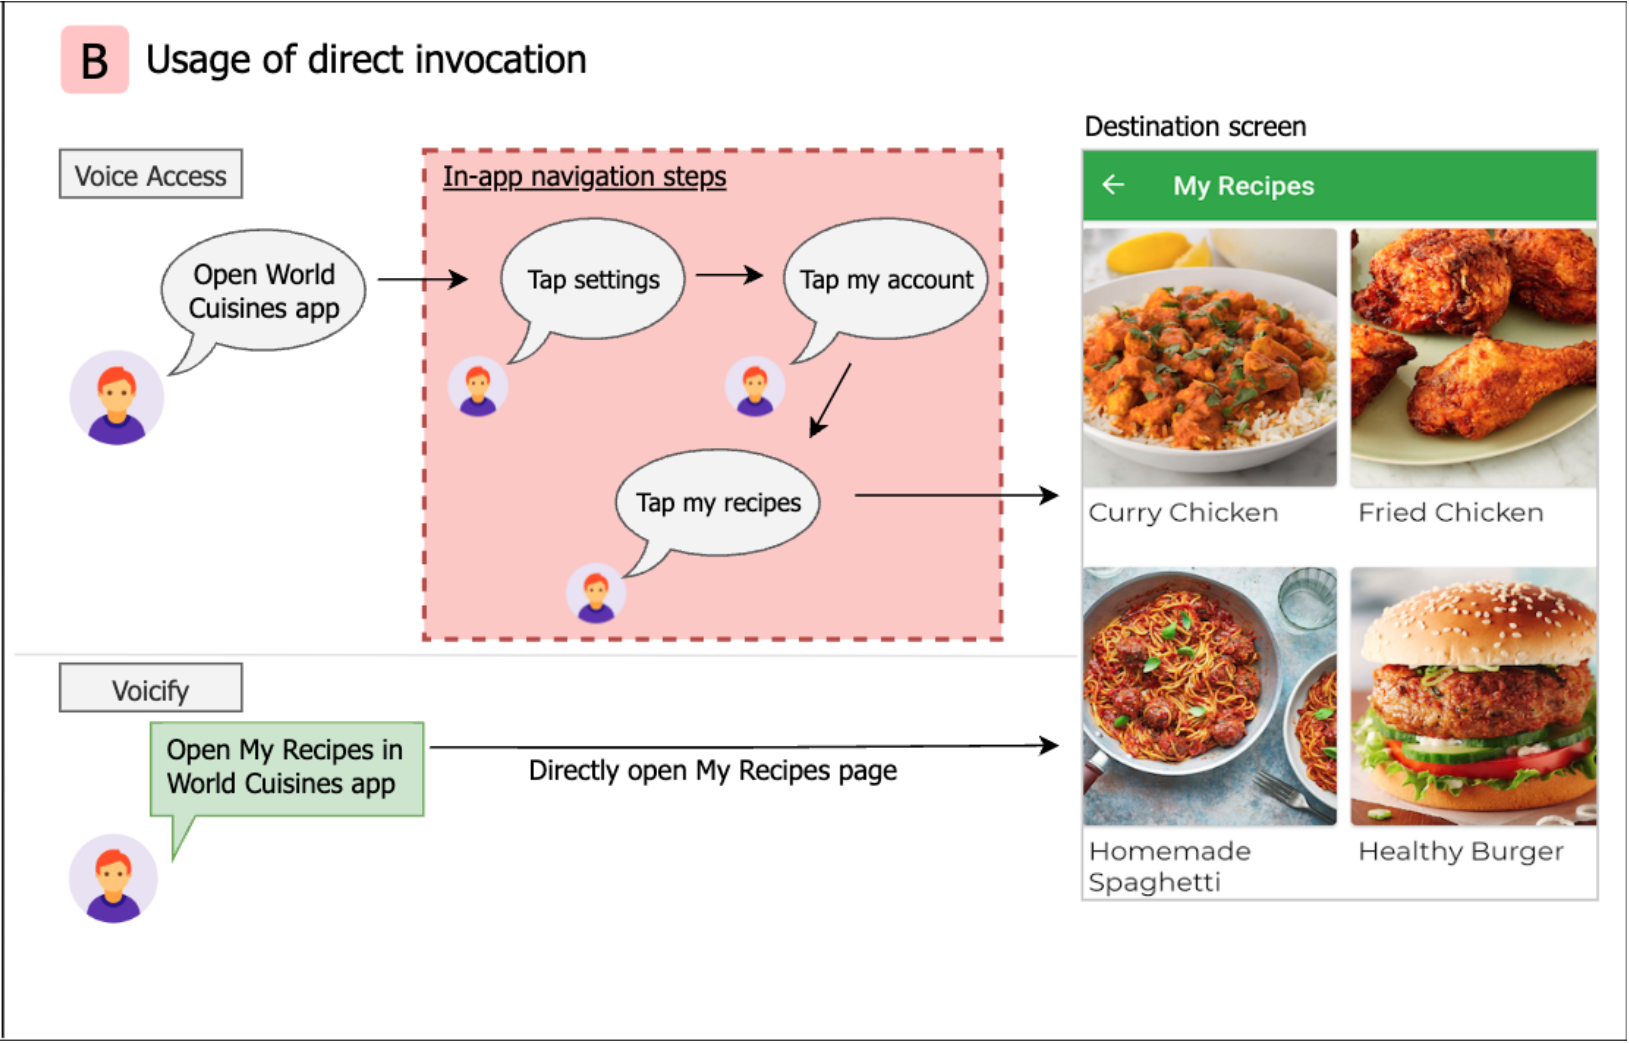 B Usage of direct invocation
Voice Access
Open World
Cuisines app
In-app navigation steps
Tap settings
Tap my account
Tap my recipes
Destination screen
My Recipes
Curry Chicken
Fried Chicken
Homemade
Spaghetti
Healthy Burger
Voicify
Open My Recipes in
World Cuisines app
Directly open My Recipes page